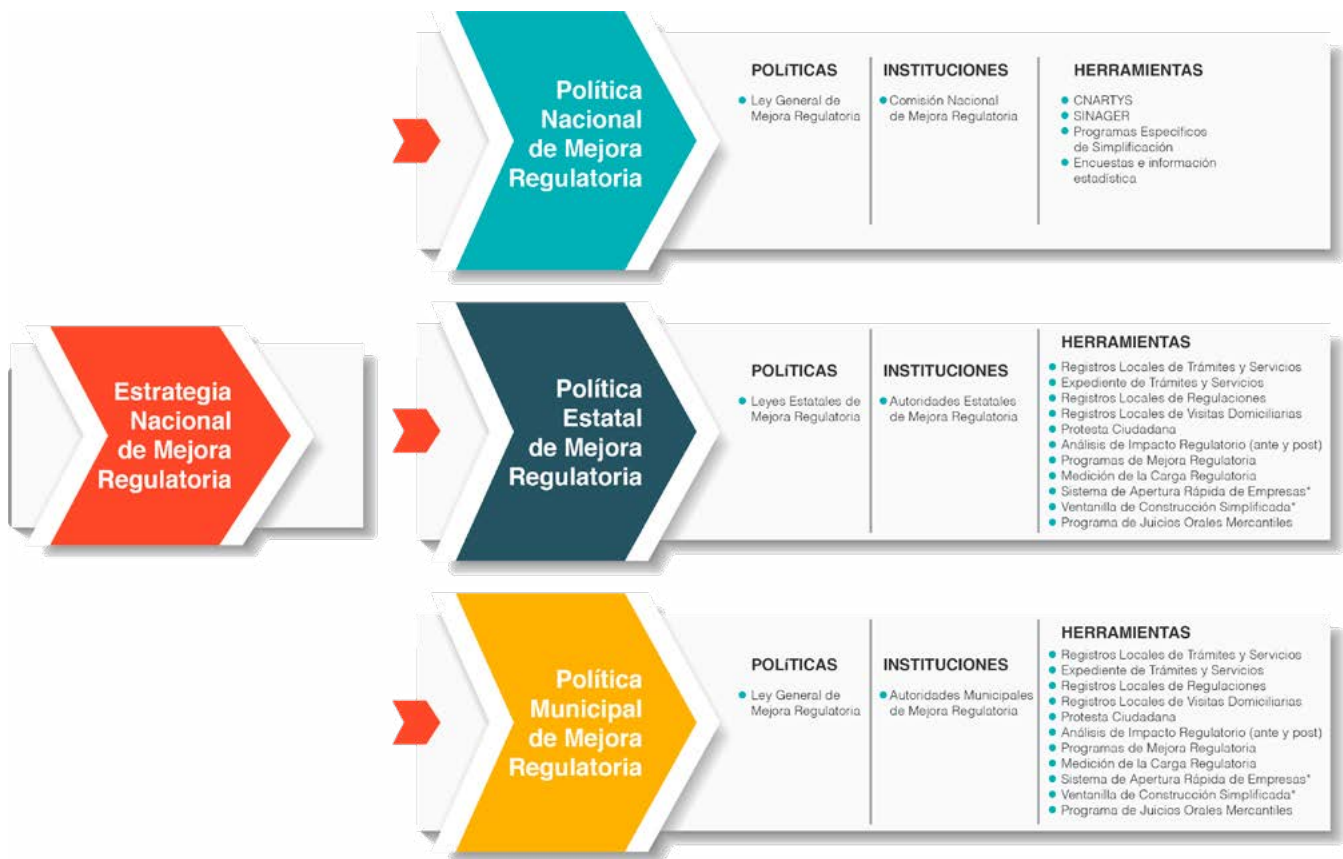 Estrategia
Nacional
de Mejora
Regulatoria
Política
Nacional
de Mejora
Regulatoria
POLíTICAS
Ley General de
Mejora Regulatoria
INSTITUCIONES
Comisión Nacional
de Mejora Regulatoria
HERRAMIENTAS
CNARTYS
SINAGER
Programas Específicos
de Simplificación
Encuestas e información
estadística
Política
Estatal
de Mejora
Regulatoria
POLíTICAS
Leyes Estatales de
Mejora Regulatoria
INSTITUCIONES
Autoridades Estatales
de Mejora Regulatoria
HERRAMIENTAS
Registros Locales de Trámites y Servicios
Expediente de Trámites y Servicios
Registros Locales de Regulaciones
Registros Locales de Visitas Domiciliarias
Protesta Ciudadana
Análisis de Impacto Regulatorio (ante y post)
Programas de Mejora Regulatoria
Medición de la Carga Regulatoria
Sistema de Apertura Rápida de Empresas*
Ventanilla de Construcción Simplificada*
Programa de Juicios Orales Mercantiles
Política
Municipal
de Mejora
Regulatoria
POLíTICAS
Ley General de
Mejora Regulatoria
INSTITUCIONES
Autoridades Municipales
de Mejora Regulatoria
HERRAMIENTAS
Registros Locales de Trámites y Servicios
Expediente de Trámites y Servicios
Registros Locales de Regulaciones
Registros Locales de Visitas Domiciliarias
Protesta Ciudadana
Análisis de Impacto Regulatorio (ante y post)
Programas de Mejora Regulatoria
Medición de la Carga Regulatoria
Sistema de Apertura Rápida de Empresas*
Ventanilla de Construcción Simplificada*
Programa de Juicios Orales Mercantiles